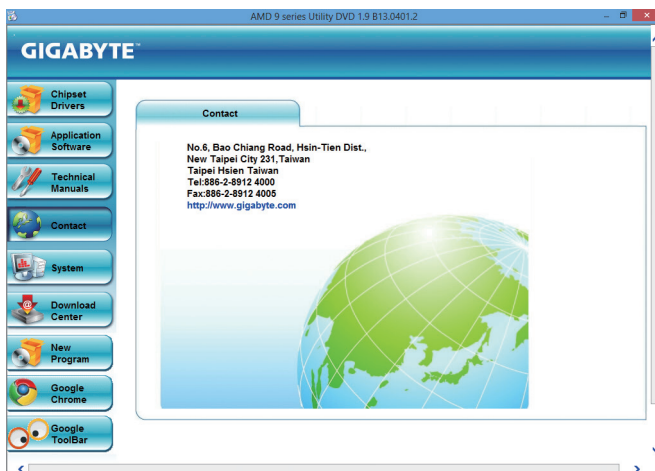 AMD 9 series Utility DVD 1.9 B13.0401.2
GIGABYTE™
Chipset
Drivers
Application
Software
Technical
Manuals
Contact
System
Download
Center
New
Program
Google
Chrome
Google
ToolBar
Contact
No.6, Bao Chiang Road, Hsin-Tien Dist.,
New Taipei City 231,Taiwan
Taipei Hsien Taiwan
Tel:886-2-8912 4000
Fax:886-2-8912 4005
http://www.gigabyte.com